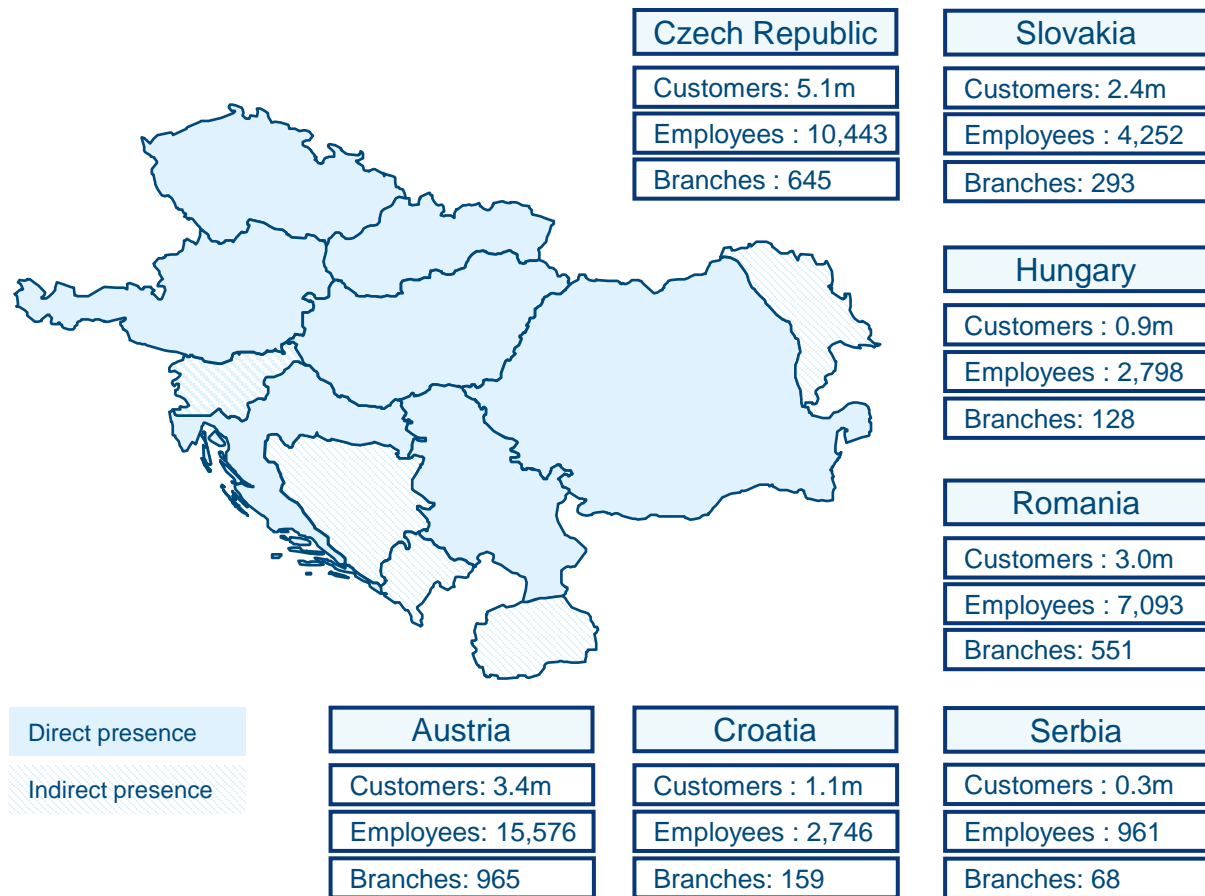 Czech Republic
Customers: 5.1m
Employees : 10,443
Branches : 645
Slovakia
Customers: 2.4m
Employees : 4,252
Branches: 293
Hungary
Customers : 0.9m
Employees : 2,798
Branches: 128
Romania
Customers : 3.0m
Employees : 7,093
Branches: 551
Direct presence
Indirect presence
Austria
Customers: 3.4m
Employees: 15,576
Branches: 965
Croatia
Customers : 1.1m
Employees : 2,746
Branches: 159
Serbia
Customers : 0.3m
Employees : 961
Branches: 68